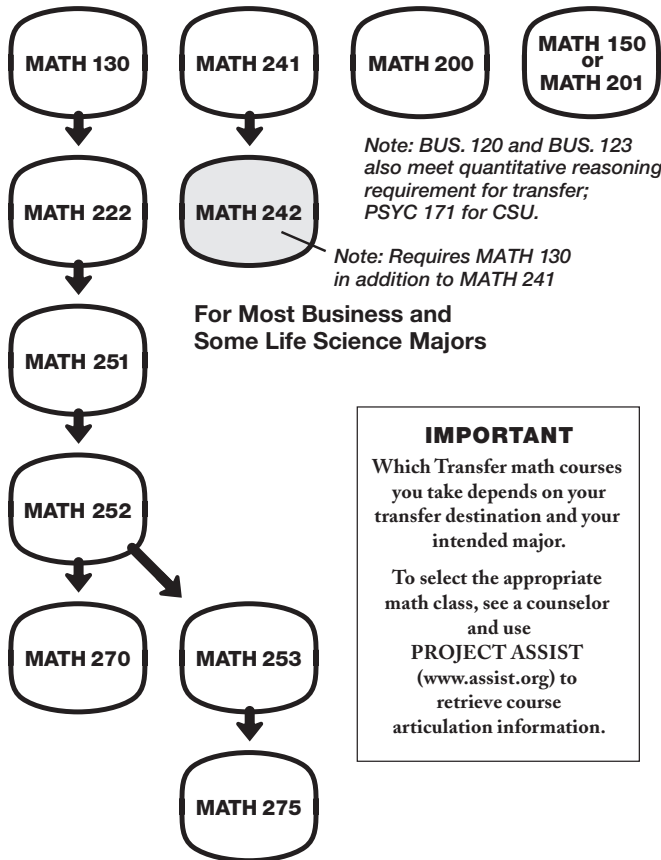 MATH 130
MATH 241
MATH 200
MATH 150
or
MATH 201
Note: BUS. 120 and BUS. 123
also meet quantitative reasoning
requirement for transfer;
PSYC 171 for CSU.
MATH 222
MATH 242
Note: Requires MATH 130
in addition to MATH 241
For Most Business and
Some Life Science Majors
MATH 251
MATH 252
MATH 270
MATH 253
MATH 275
IMPORTANT
Which Transfer math courses
you take depends on your
transfer destination and your
intended major.
To select the appropriate
math class, see a counselor
and use
PROJECT ASSIST
(www.assist.org) to
retrieve course
articulation information.